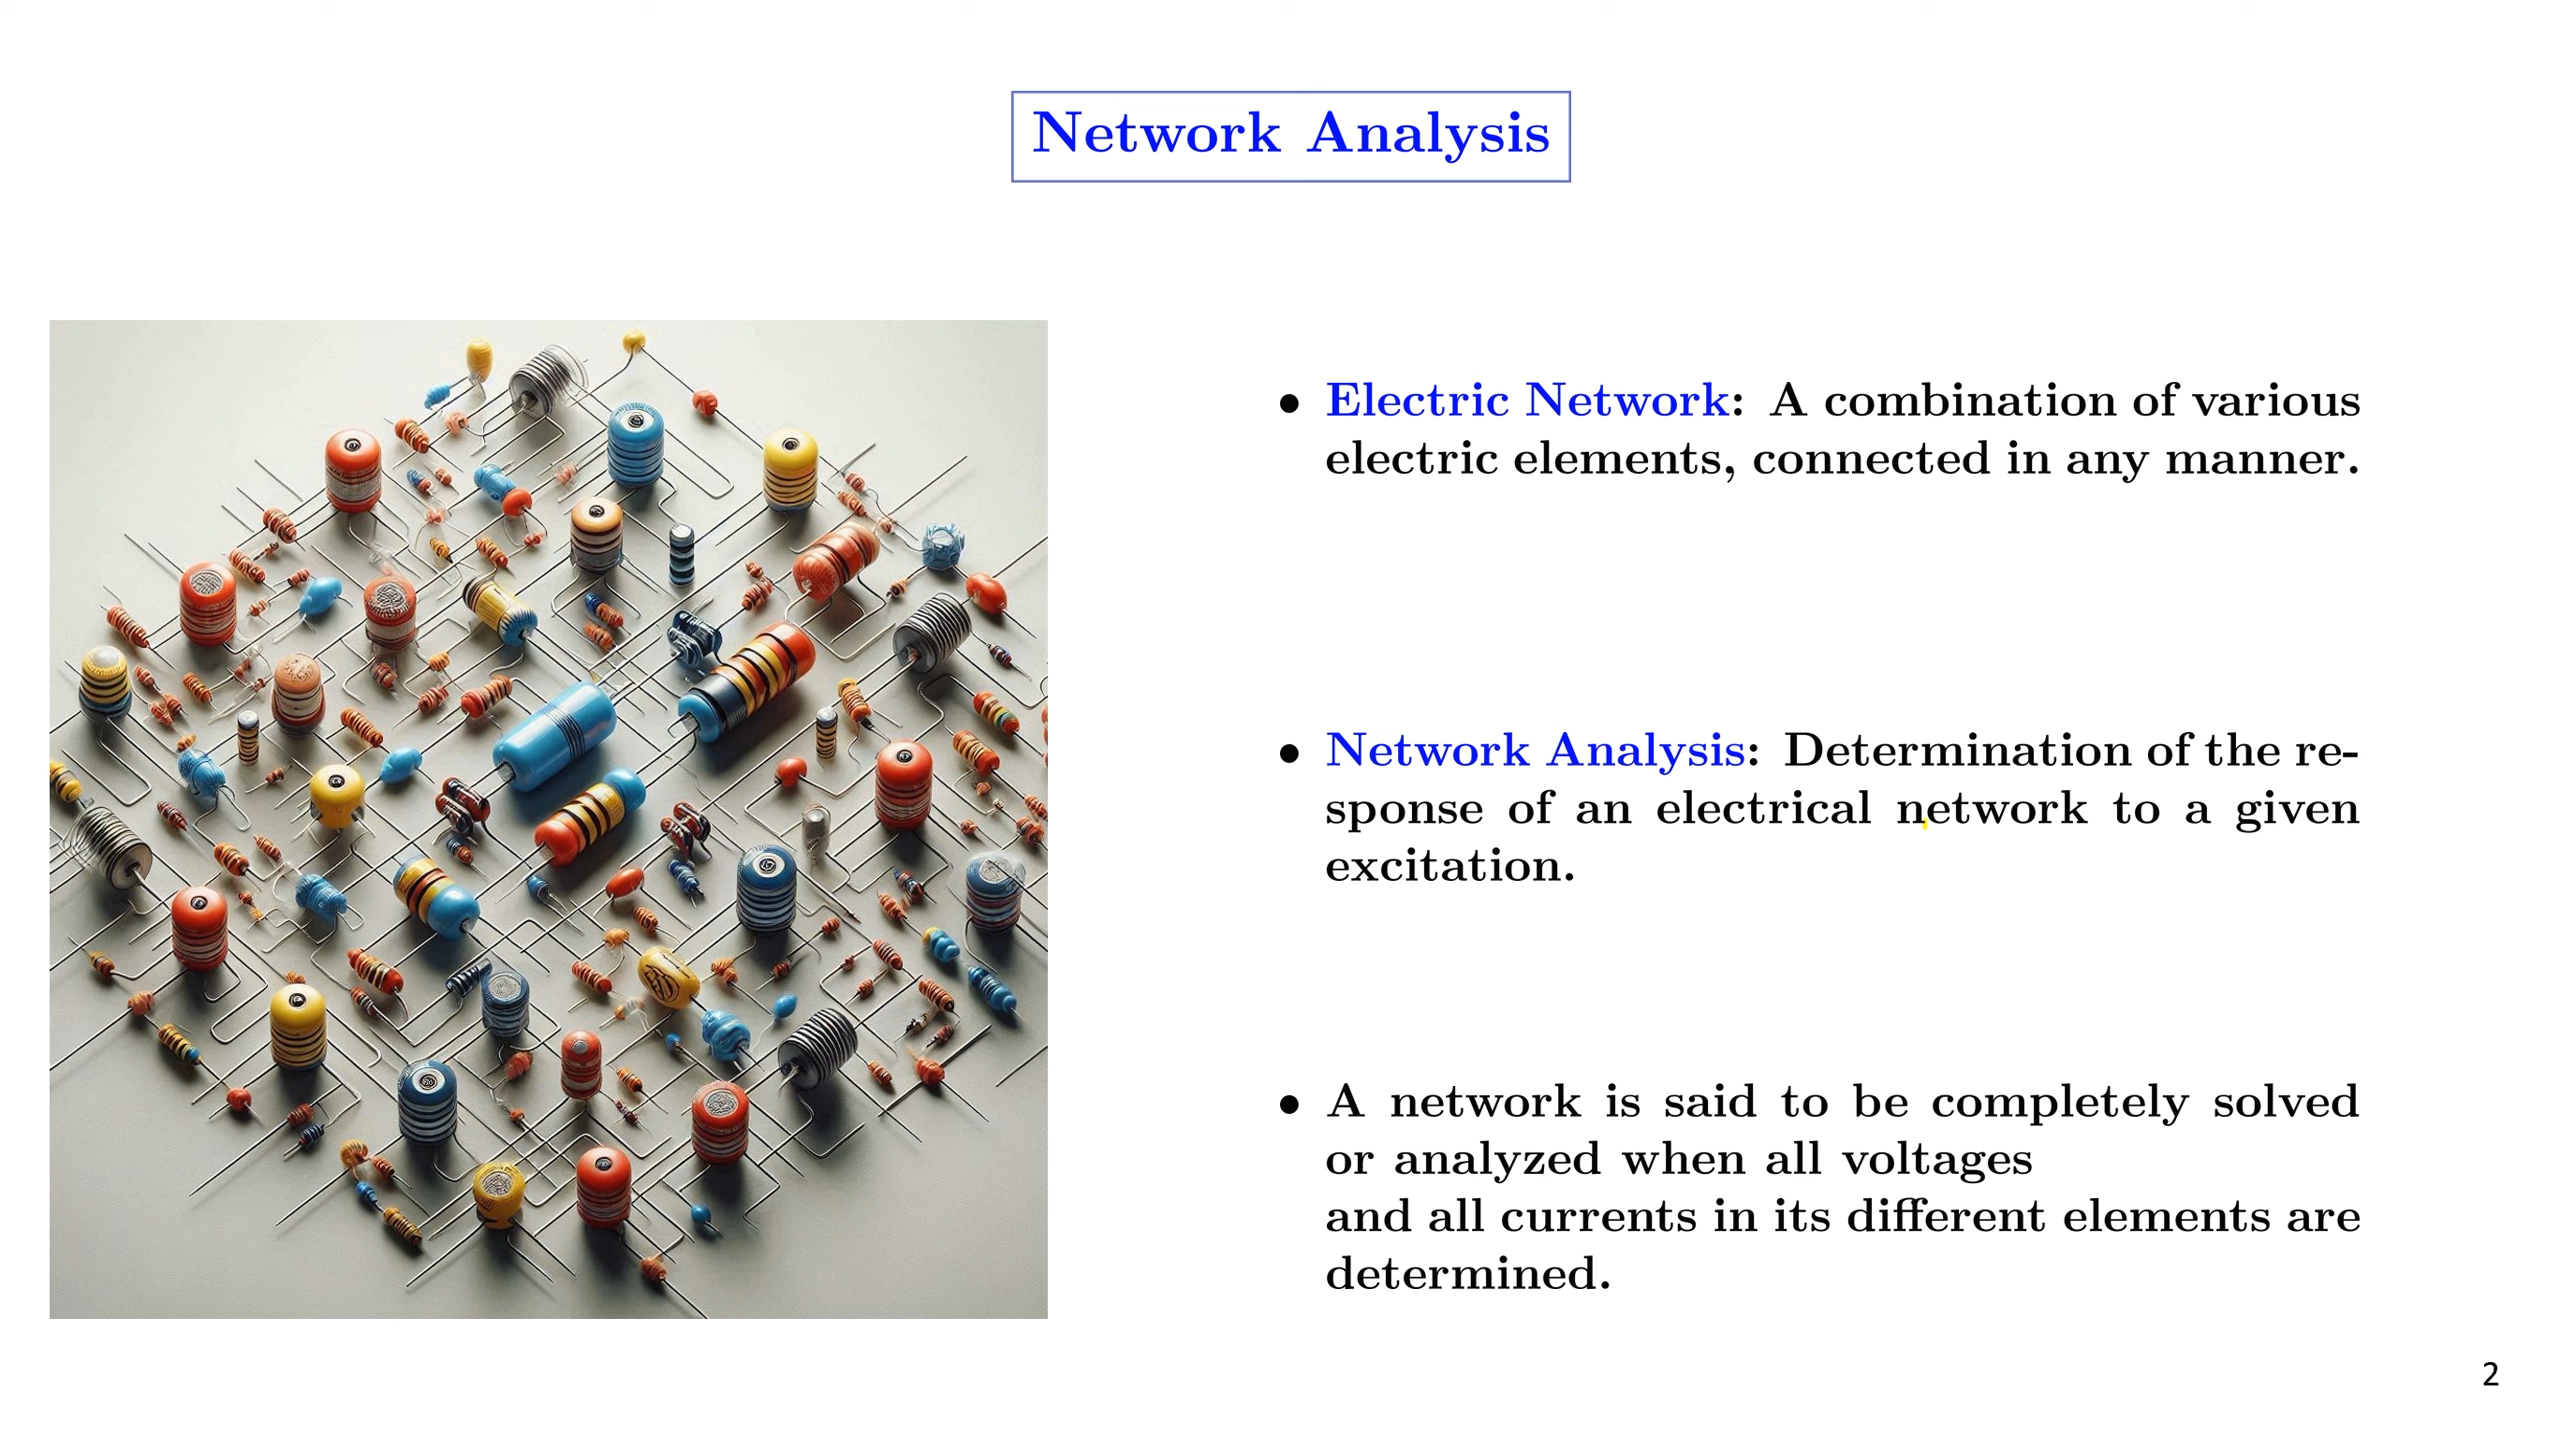 Network Analysis
• Electric Network: A combination of various
electric elements, connected in any manner.
• Network Analysis: Determination of the re-
sponse of an electrical network to a given
excitation.
• A network is said to be completely solved
or analyzed when all voltages
and all currents in its different elements are
determined.
2